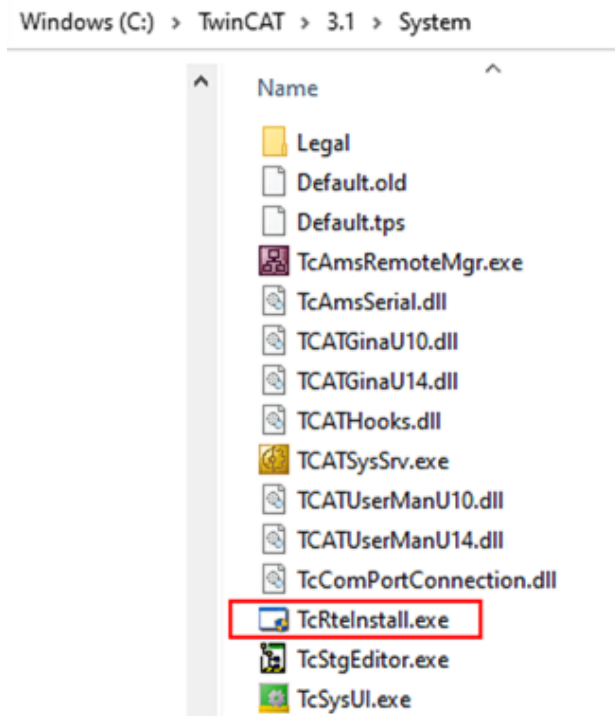 Windows (C:) > TwinCAT > 3.1 > System
Name
Legal
Default.old
Default.tps
TcAmsRemoteMgr.exe
TcAmsSerial.dll
TCATGinaU10.dll
TCATGinaU14.dll
TCATHooks.dll
TCATSysSrv.exe
TCATUserManU10.dll
TCATUserManU14.dll
TcComPortConnection.dll
TcRteInstall.exe
TcStgEditor.exe
TcSysUI.exe